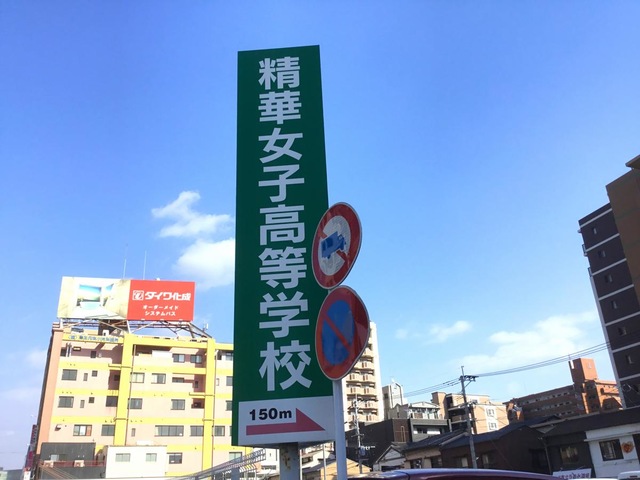 精華女子高等学校
150m
ダイワ化成
オーダーメイド
システムバス